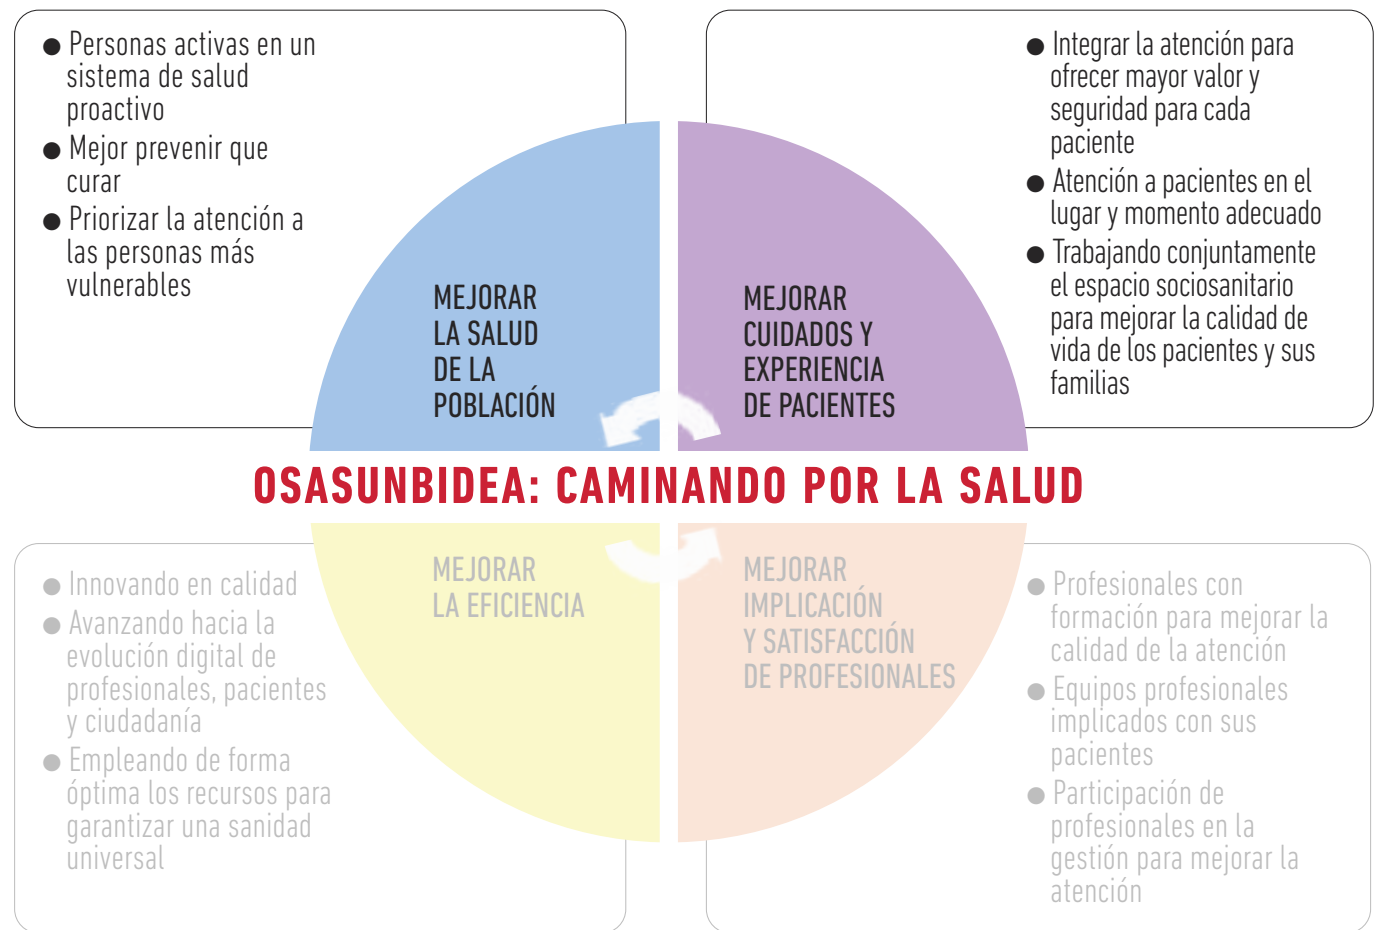 ● Personas activas en un
sistema de salud
proactivo
● Mejor prevenir que
curar
● Priorizar la atención a
las personas más
vulnerables
MEJORAR
LA SALUD
DE LA
POBLACIÓN
MEJORAR
CUIDADOS Y
EXPERIENCIA
DE PACIENTES
● Integrar la atención para
ofrecer mayor valor y
seguridad para cada
paciente
● Atención a pacientes en el
lugar y momento adecuado
● Trabajando conjuntamente
el espacio sociosanitario
para mejorar la calidad de
vida de los pacientes y sus
familias
OSASUNBIDEA: CAMINANDO POR LA SALUD
● Innovando en calidad
● Avanzando hacia la
evolución digital de
profesionales, pacientes
y ciudadanía
● Empleando de forma
óptima los recursos para
garantizar una sanidad
universal
MEJORAR
LA EFICIENCIA
MEJORAR
IMPLICACIÓN
Y SATISFACCIÓN
DE PROFESIONALES
● Profesionales con
formación para mejorar la
calidad de la atención
● Equipos profesionales
implicados con sus
pacientes
● Participación de
profesionales en la
gestión para mejorar la
atención